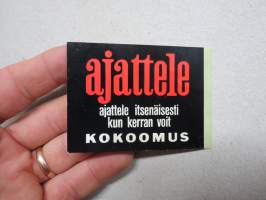 ajattele
ajattele itsenäisesti
kun kerran voit
KOKOOMUS